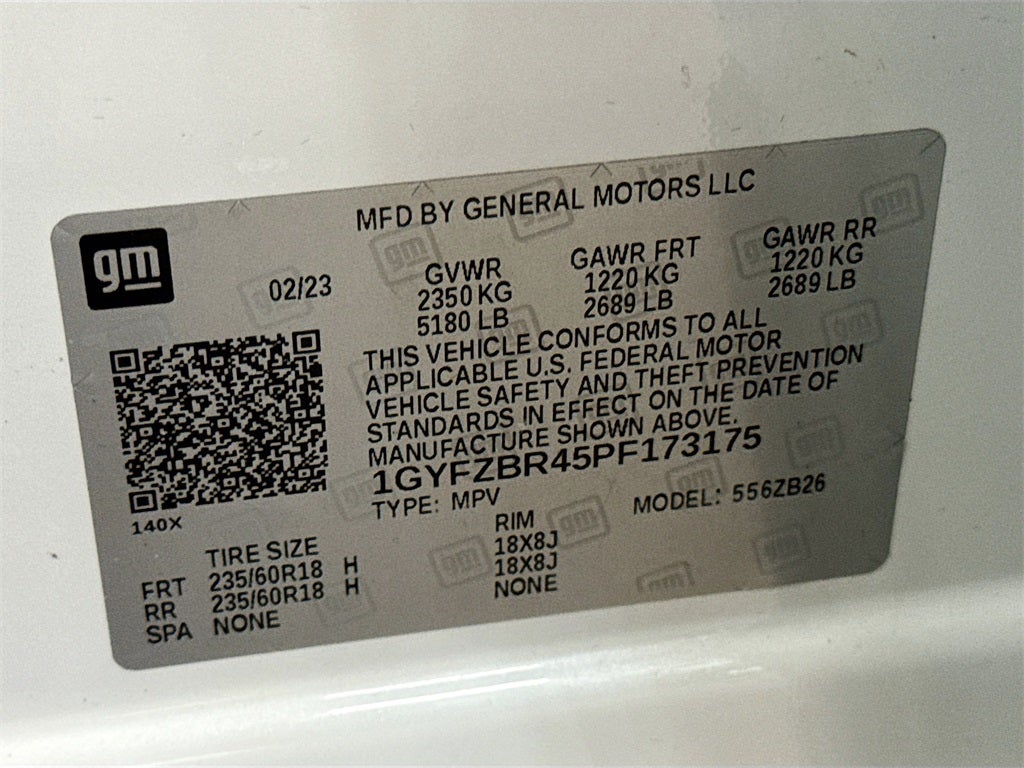 gm
MFD BY GENERAL MOTORS LLC
02/23
GVWR
2350 KG
5180 LB
GAWR FRT
1220 KG
2689 LB
GAWR RR
1220 KG
2689 LB
THIS VEHICLE CONFORMS TO ALL
APPLICABLE U.S. FEDERAL MOTOR
VEHICLE SAFETY AND THEFT PREVENTION
STANDARDS IN EFFECT ON THE DATE OF
MANUFACTURE SHOWN ABOVE.
1GYFZBR45PF173175
TYPE: MPV
MODEL: 556ZB26
140X
TIRE SIZE
RIM
FRT 235/60R18 H 18X8J
RR 235/60R18 H 18X8J
SPA NONE NONE